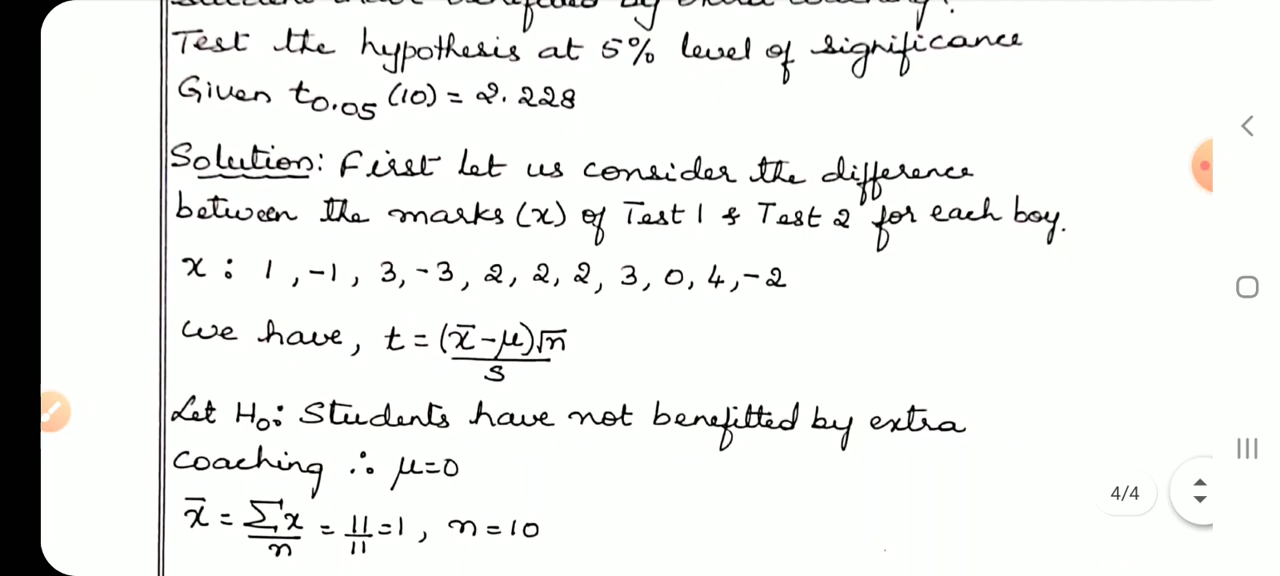 Test the hypothesis at 5% level of significance
Given t0.05 (10) = 2.228
Solution: First let us consider the difference
between the marks (x) of Test 1 & Test 2 for each boy.
x : 1, -1, 3, -3, 2, 2, 2, 3, 0, 4, -2
we have, t = (x̄-μ)√n / s
Let H0: Students have not benefitted by extra
coaching ∴ μ=0
x̄ = Σx / n = 11/11 = 1, n = 10
4/4